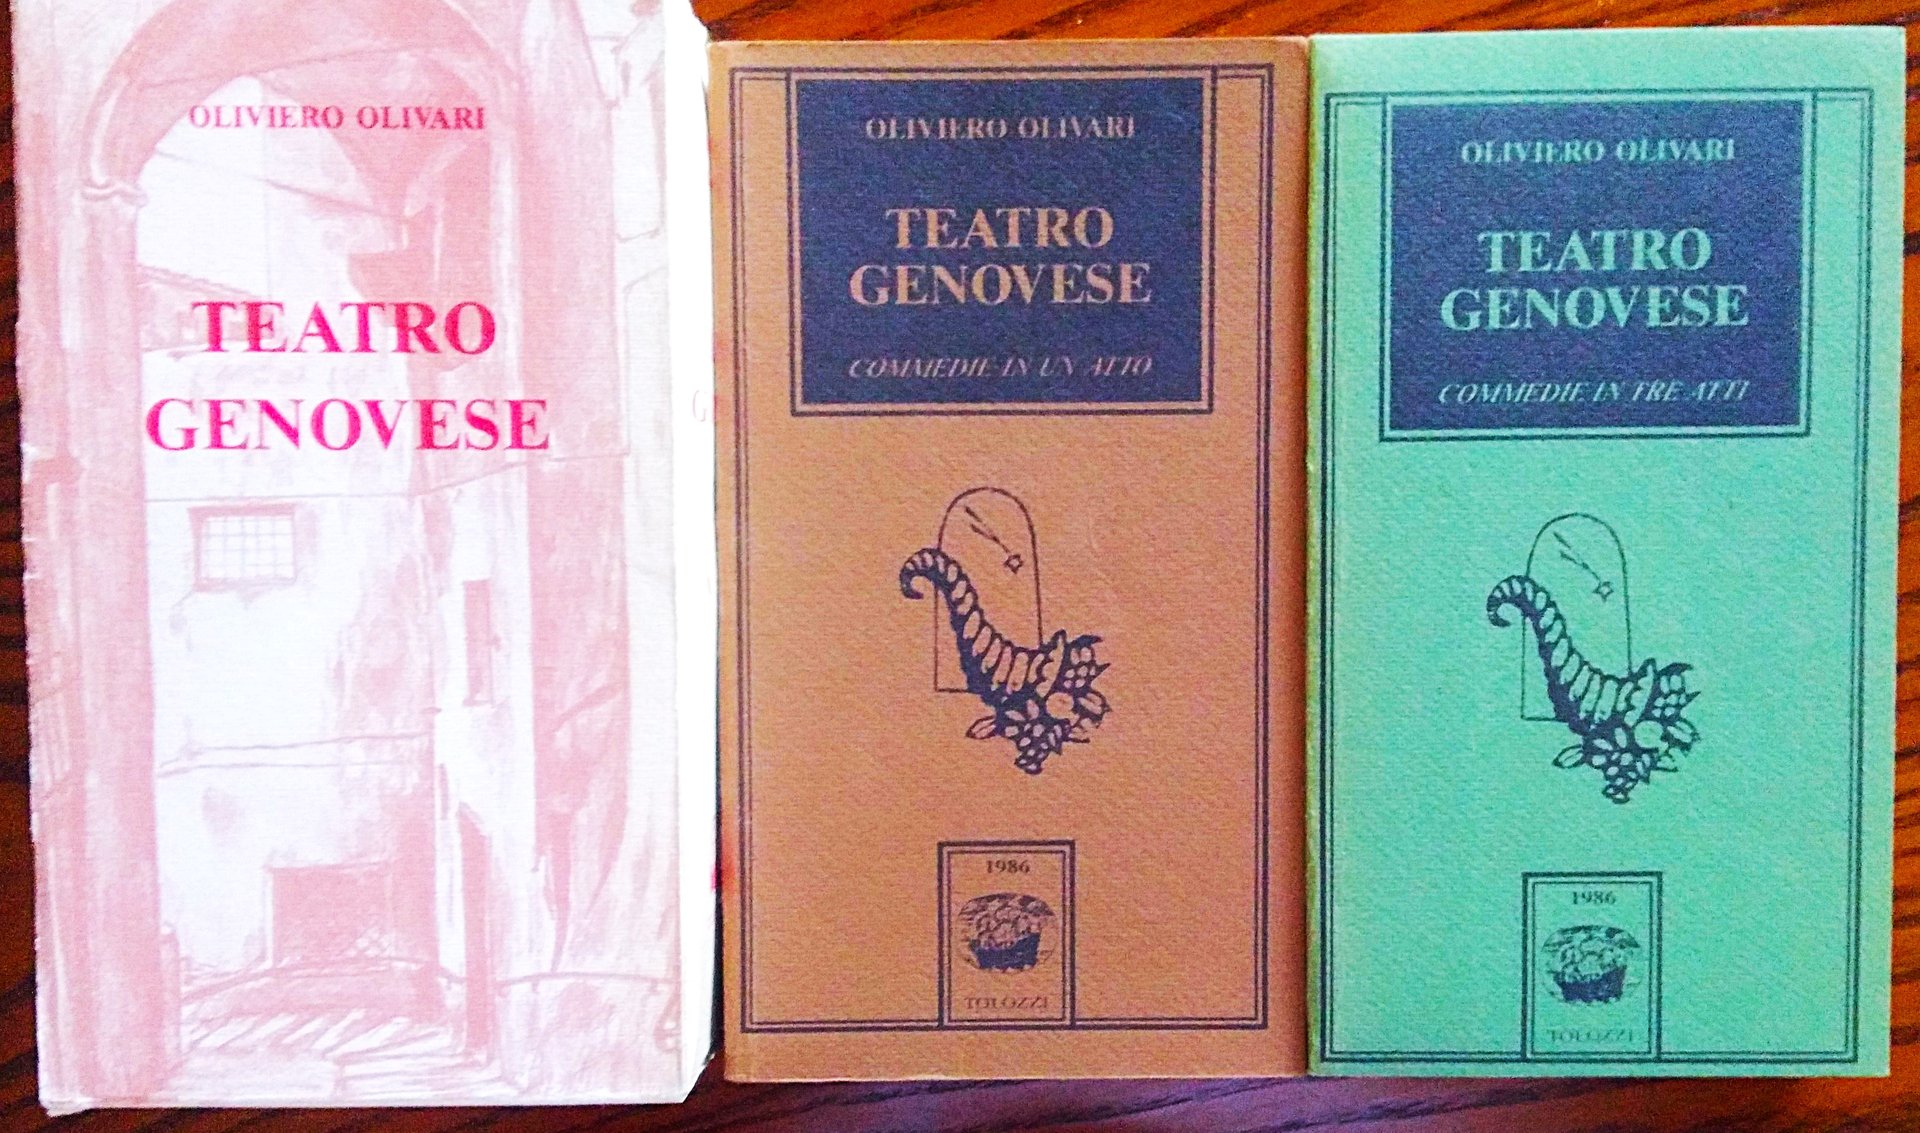 OLIVIERO OLIVARI
TEATRO
GENOVESE
OLIVIERO OLIVARI
TEATRO
GENOVESE
COMMEDIE IN UN ATTO
1986
TOLOZZI
OLIVIERO OLIVARI
TEATRO
GENOVESE
COMMEDIE IN TRE ATTI
1986
TOLOZZI